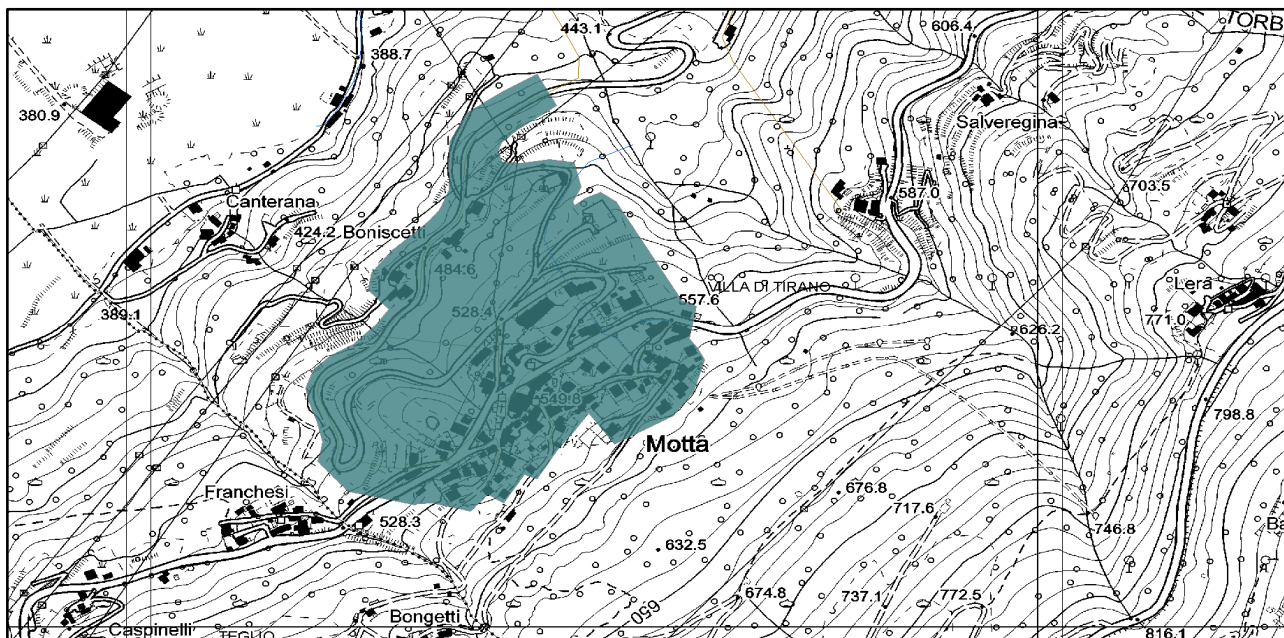 443.1
606.4
TORB
388.7
380.9
Salveregina
703.5
587.0
Canterana
424.2
Boniscetti
484.6
VILLA DI TIRANO
Lera
557.6
389.1
528.4
626.2
771.0
549.8
798.8
Motta
Franchesi
676.8
717.6
528.3
746.8
Ba
632.5
650
674.8
737.1
772.5
Bongetti
Caspinelli
TEGLIO
816.1